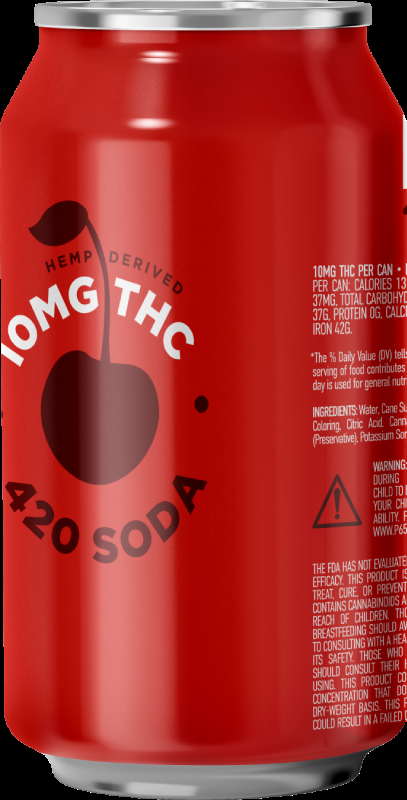 HEMP DERIVED
10MG THC
420 SODA
10MG THC PER CAN •
PER CAN: CALORIES 13
37MG, TOTAL CARBOHYD
37G, PROTEIN 0G, CALCI
IRON 42G.
*The % Daily Value (DV) tells
serving of food contributes
day is used for general nutr
INGREDIENTS: Water, Cane Su
Coloring, Citric Acid, Cann
(Preservative), Potassium Sor
WARNING:
DURING
CHILD TO
YOUR CHI
ABILITY. F
WWW.P65
THE FDA HAS NOT EVALUATE
EFFICACY. THIS PRODUCT IS
TREAT, CURE, OR PREVENT
CONTAINS CANNABINOIDS A
REACH OF CHILDREN. THO
BREASTFEEDING SHOULD AV
TO CONSULTING WITH A HEA
ITS SAFETY. THOSE WHO
SHOULD CONSULT THEIR
USING. THIS PRODUCT CO
CONCENTRATION THAT DO
DRY-WEIGHT BASIS. THIS P
COULD RESULT IN A FAILED